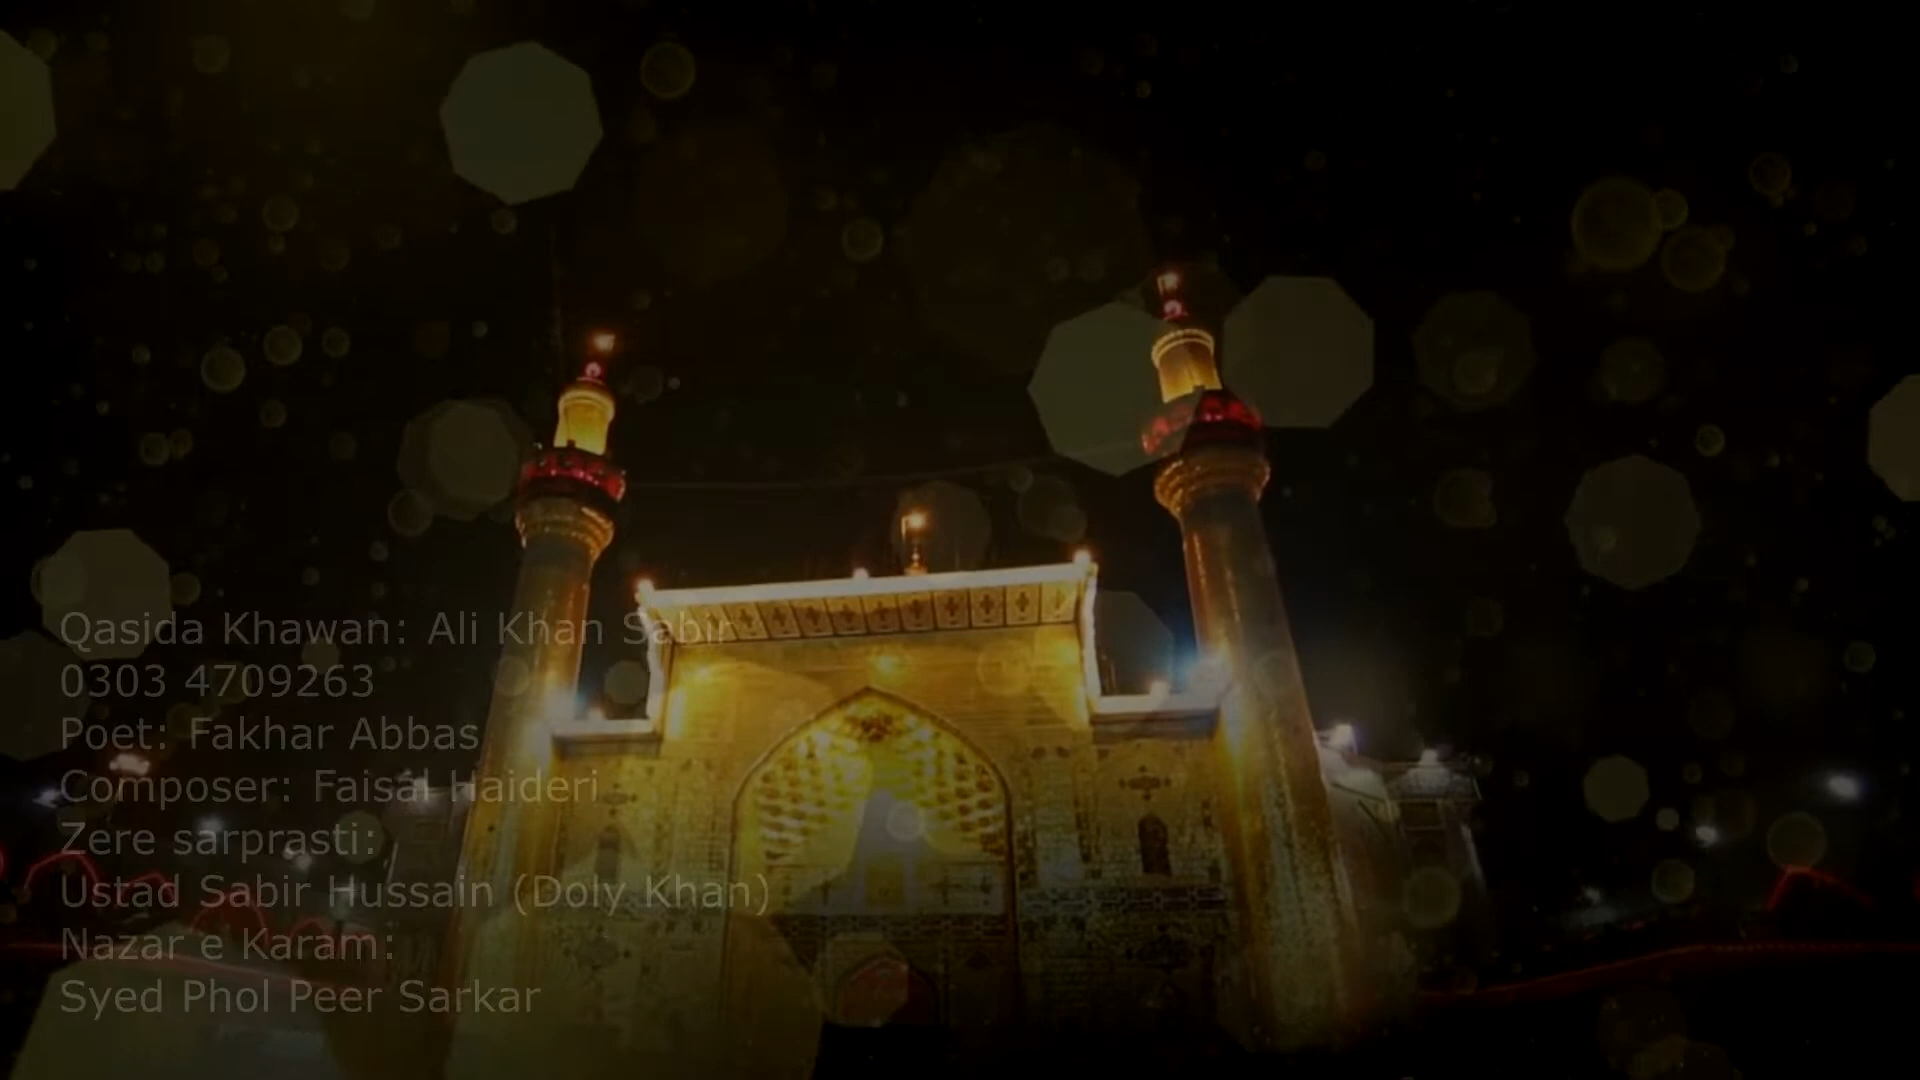 Qasida Khawan: Ali Khan Sabir
0303 4709263
Poet: Fakhar Abbas
Composer: Faisal Haideri
Zere sarprasti:
Ustad Sabir Hussain (Doly Khan)
Nazar e Karam:
Syed Phol Peer Sarkar